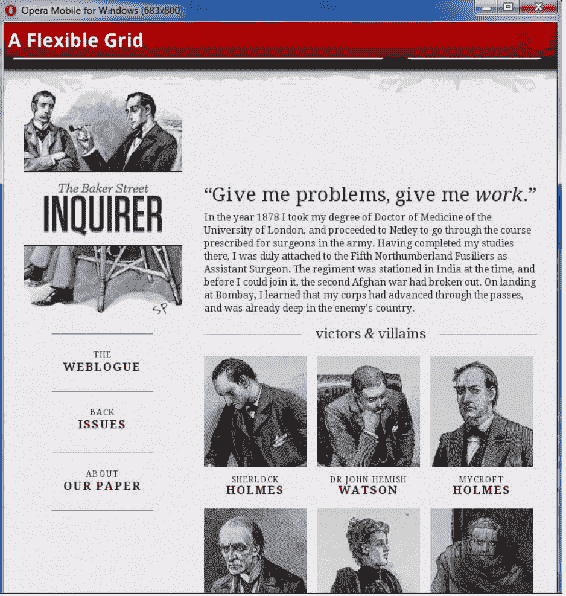 Opera Mobile for Windows (683x800)
A Flexible Grid
The Baker Street
INQUIRER
SP
“Give me problems, give me work.”
In the year 1878 I took my degree of Doctor of Medicine of the
University of London, and proceeded to Netley to go through the course
prescribed for surgeons in the army. Having completed my studies
there, I was duly attached to the Fifth Northumberland Fusiliers as
Assistant Surgeon. The regiment was stationed in India at the time, and
before I could join it, the second Afghan war had broken out. On landing
at Bombay, I learned that my corps had advanced through the passes,
and was already deep in the enemy's country.
THE
WEBLOGUE
BACK
ISSUES
ABOUT
OUR PAPER
victors & villains
SHERLOCK
HOLMES
DR JOHN HEMISH
WATSON
MYCROFT
HOLMES